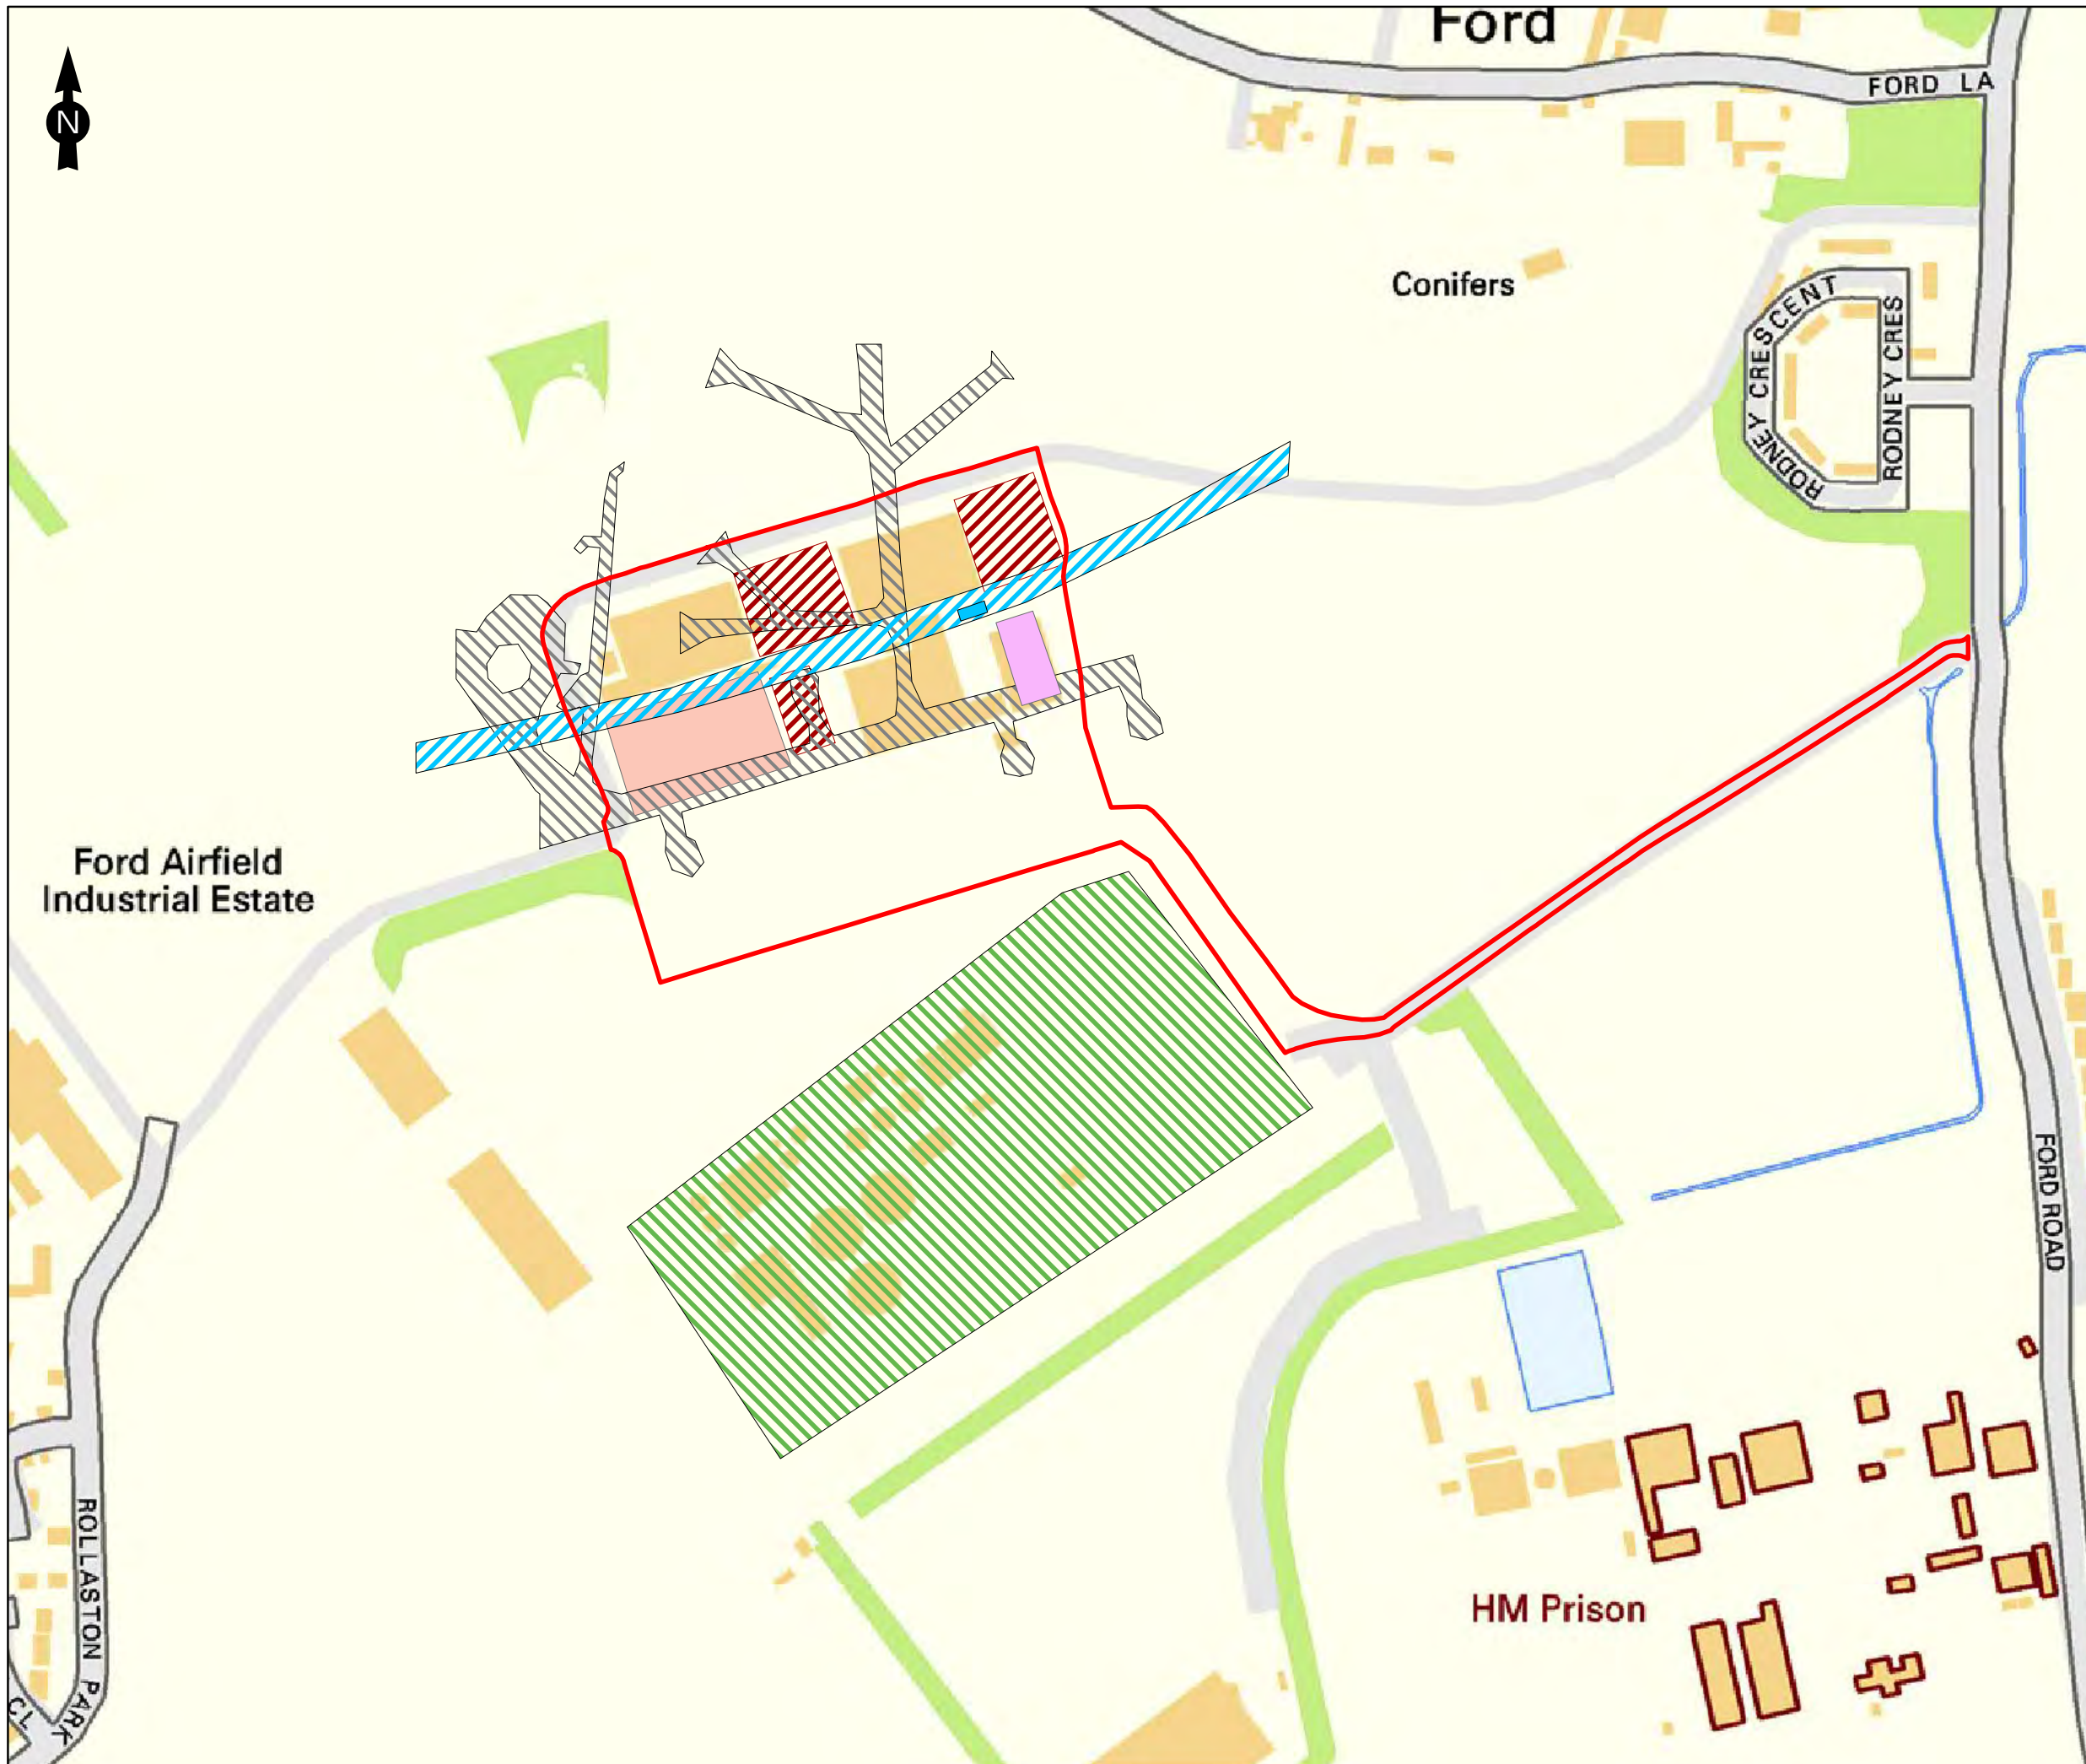 Ford
N
FORD LA
Conifers
RODNEY CRESCENT
RODNEY CRES
RODNEY
Ford Airfield
Industrial Estate
FORD ROAD
ROLLASTON PARK
HM Prison
CL